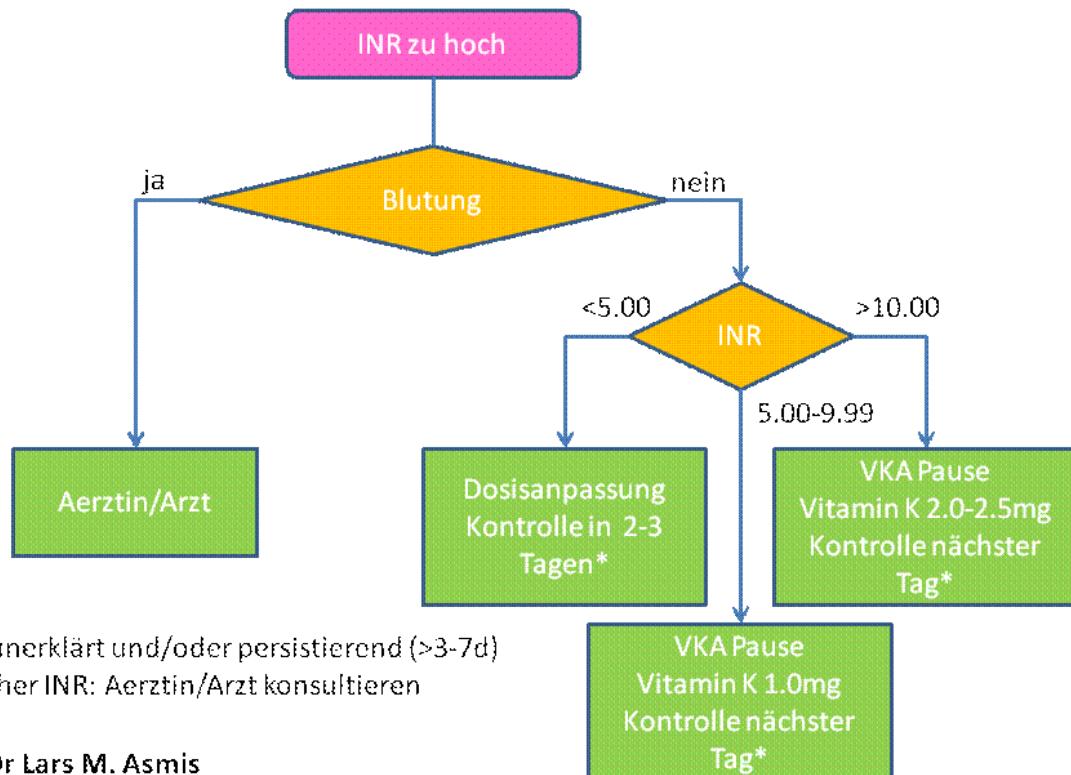 INR zu hoch
ja
Blutung
nein
<5.00
INR
>10.00
5.00-9.99
Aerztin/Arzt
Dosisanpassung
Kontrolle in 2-3
Tagen*
VKA Pause
Vitamin K 2.0-2.5mg
Kontrolle nächster
Tag*
VKA Pause
Vitamin K 1.0mg
Kontrolle nächster
Tag*
unerklärt und/oder persistierend (>3-7d)
INR: Aerztin/Arzt konsultieren
Dr Lars M. Asmis